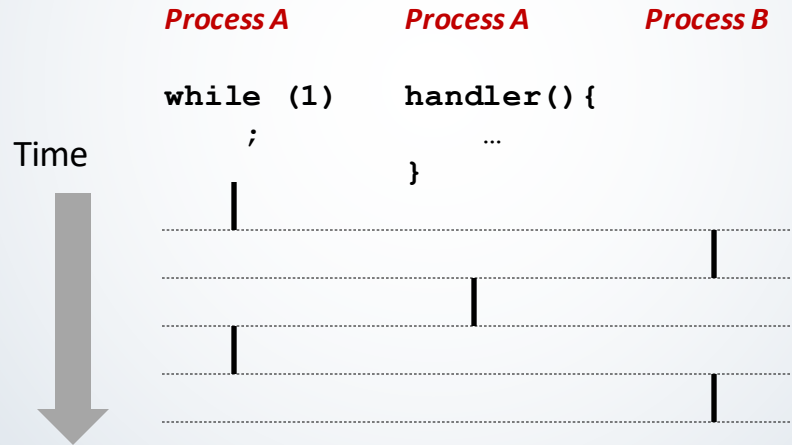 Process A Process A Process B
while (1) handler(){
; …
Time
}